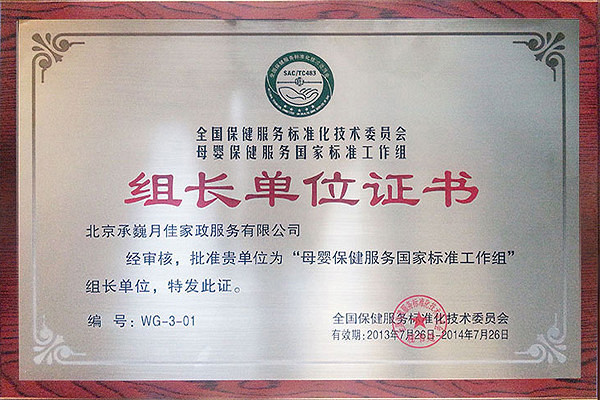 SAC/TC483
全国保健服务标准化技术委员会
母婴保健服务国家标准工作组
组长单位证书
北京承巍月佳家政服务有限公司
经审核，批准贵单位为“母婴保健服务国家标准工作组”
组长单位，特发此证。
编 号：WG-3-01
全国保健服务标准化技术委员会
有效期：2013年7月26日-2014年7月26日